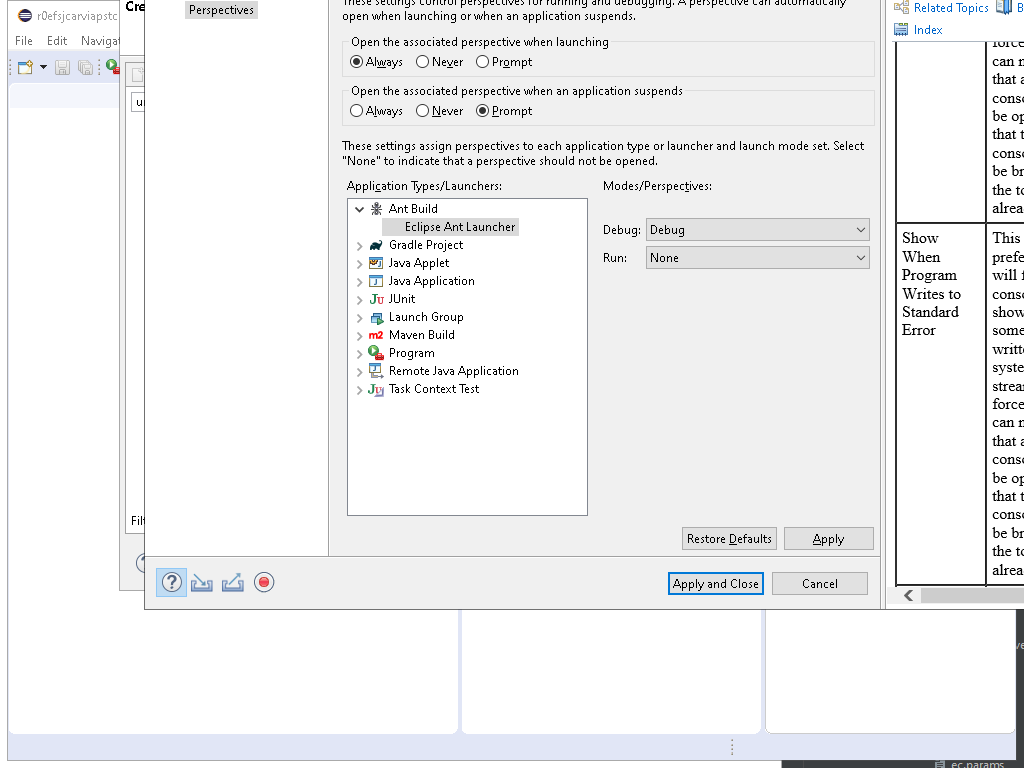 r0efsjcarviapstc
File Edit Navigat
Cre
Filt
Perspectives
These settings control perspectives for running and debugging. A perspective can automatically
open when launching or when an application suspends.
Open the associated perspective when launching
Always Never Prompt
Open the associated perspective when an application suspends
Always Never Prompt
These settings assign perspectives to each application type or launcher and launch mode set. Select
"None" to indicate that a perspective should not be opened.
Application Types/Launchers:
Ant Build
Eclipse Ant Launcher
Gradle Project
Java Applet
Java Application
JUnit
Launch Group
Maven Build
Program
Remote Java Application
Task Context Test
Modes/Perspectives:
Debug: Debug
Run: None
Restore Defaults Apply
Apply and Close Cancel
Related Topics B
Index
force
can n
that a
conso
be op
that t
conso
be br
the to
alrea
Show
When
Program
Writes to
Standard
Error
This
prefe
will f
conso
show
some
writte
syste
strea
force
can n
that a
conso
be op
that t
conso
be br
the to
alrea
ec.params